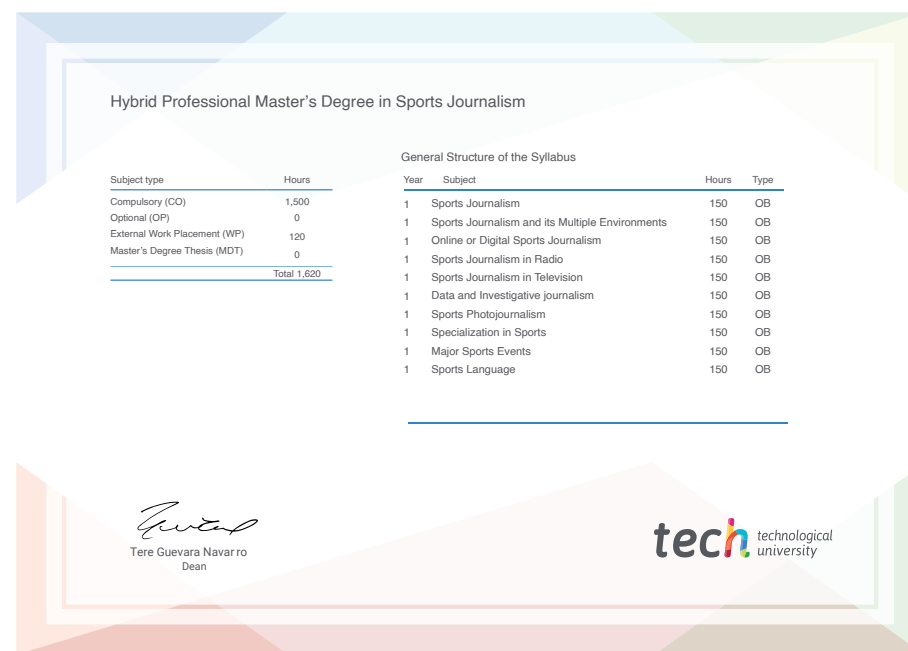 Hybrid Professional Master's Degree in Sports Journalism
Subject type Hours
Compulsory (CO) 1,500
Optional (OP) 0
External Work Placement (WP) 120
Master's Degree Thesis (MDT) 0
Total 1,620
General Structure of the Syllabus
Year Subject Hours Type
1 Sports Journalism 150 OB
1 Sports Journalism and its Multiple Environments 150 OB
1 Online or Digital Sports Journalism 150 OB
1 Sports Journalism in Radio 150 OB
1 Sports Journalism in Television 150 OB
1 Data and Investigative journalism 150 OB
1 Sports Photojournalism 150 OB
1 Specialization in Sports 150 OB
1 Major Sports Events 150 OB
1 Sports Language 150 OB
Tere Guevara Navarro
Dean
tech technological
university